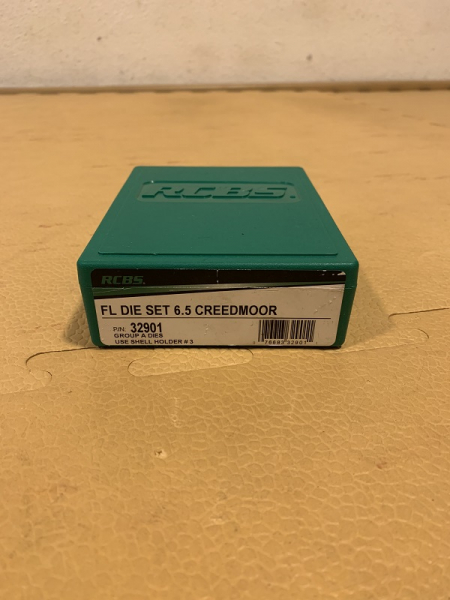 RCBS.
RCBS.
FL DIE SET 6.5 CREEDMOOR
P/N: 32901
GROUP A DIES
USE SHELL HOLDER # 3